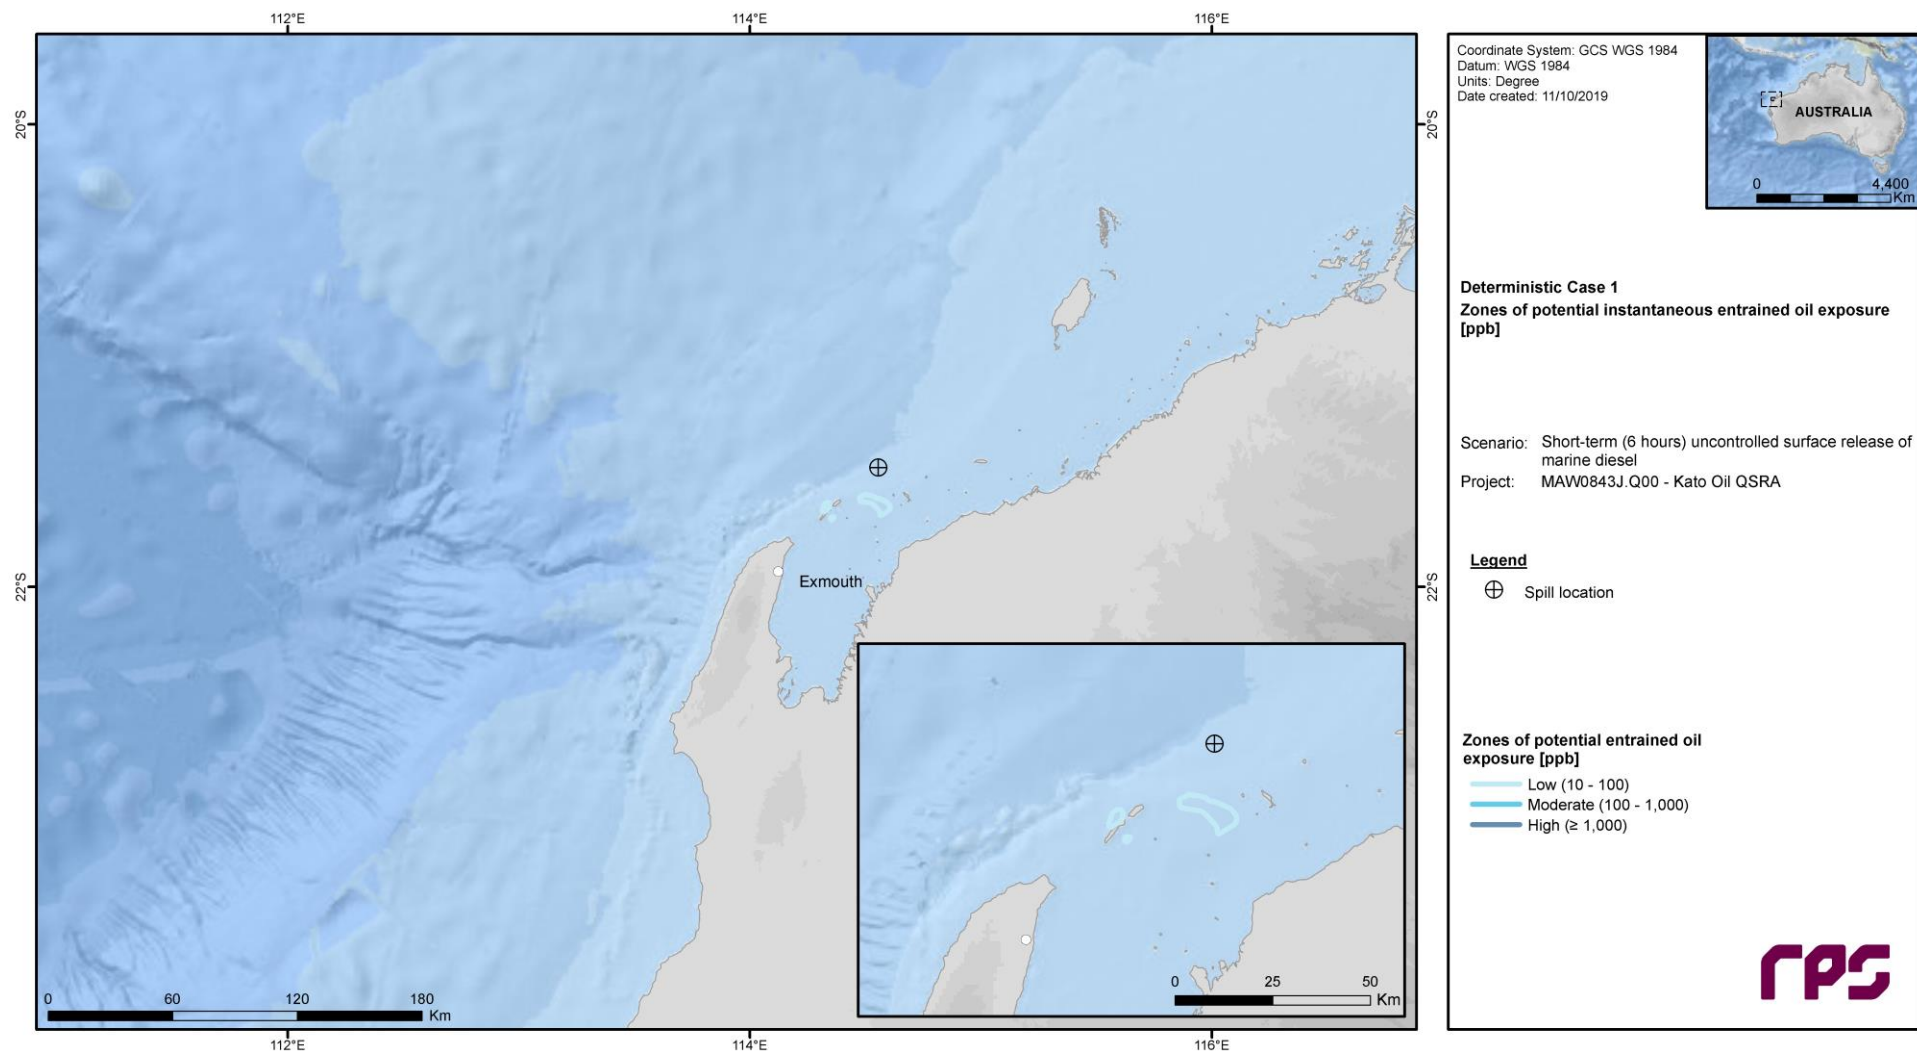 112°E
114°E
116°E
20°S
20°S
22°S
22°S
Exmouth
0
60
120
180
Km
0
25
50
Km
112°E
114°E
116°E
Coordinate System: GCS WGS 1984
Datum: WGS 1984
Units: Degree
Date created: 11/10/2019
AUSTRALIA
0
4,400
Km
Deterministic Case 1
Zones of potential instantaneous entrained oil exposure
[ppb]
Scenario: Short-term (6 hours) uncontrolled surface release of
marine diesel
Project: MAW0843J.Q00 - Kato Oil QSRA
Legend
Spill location
Zones of potential entrained oil
exposure [ppb]
Low (10 - 100)
Moderate (100 - 1,000)
High (≥ 1,000)
rps